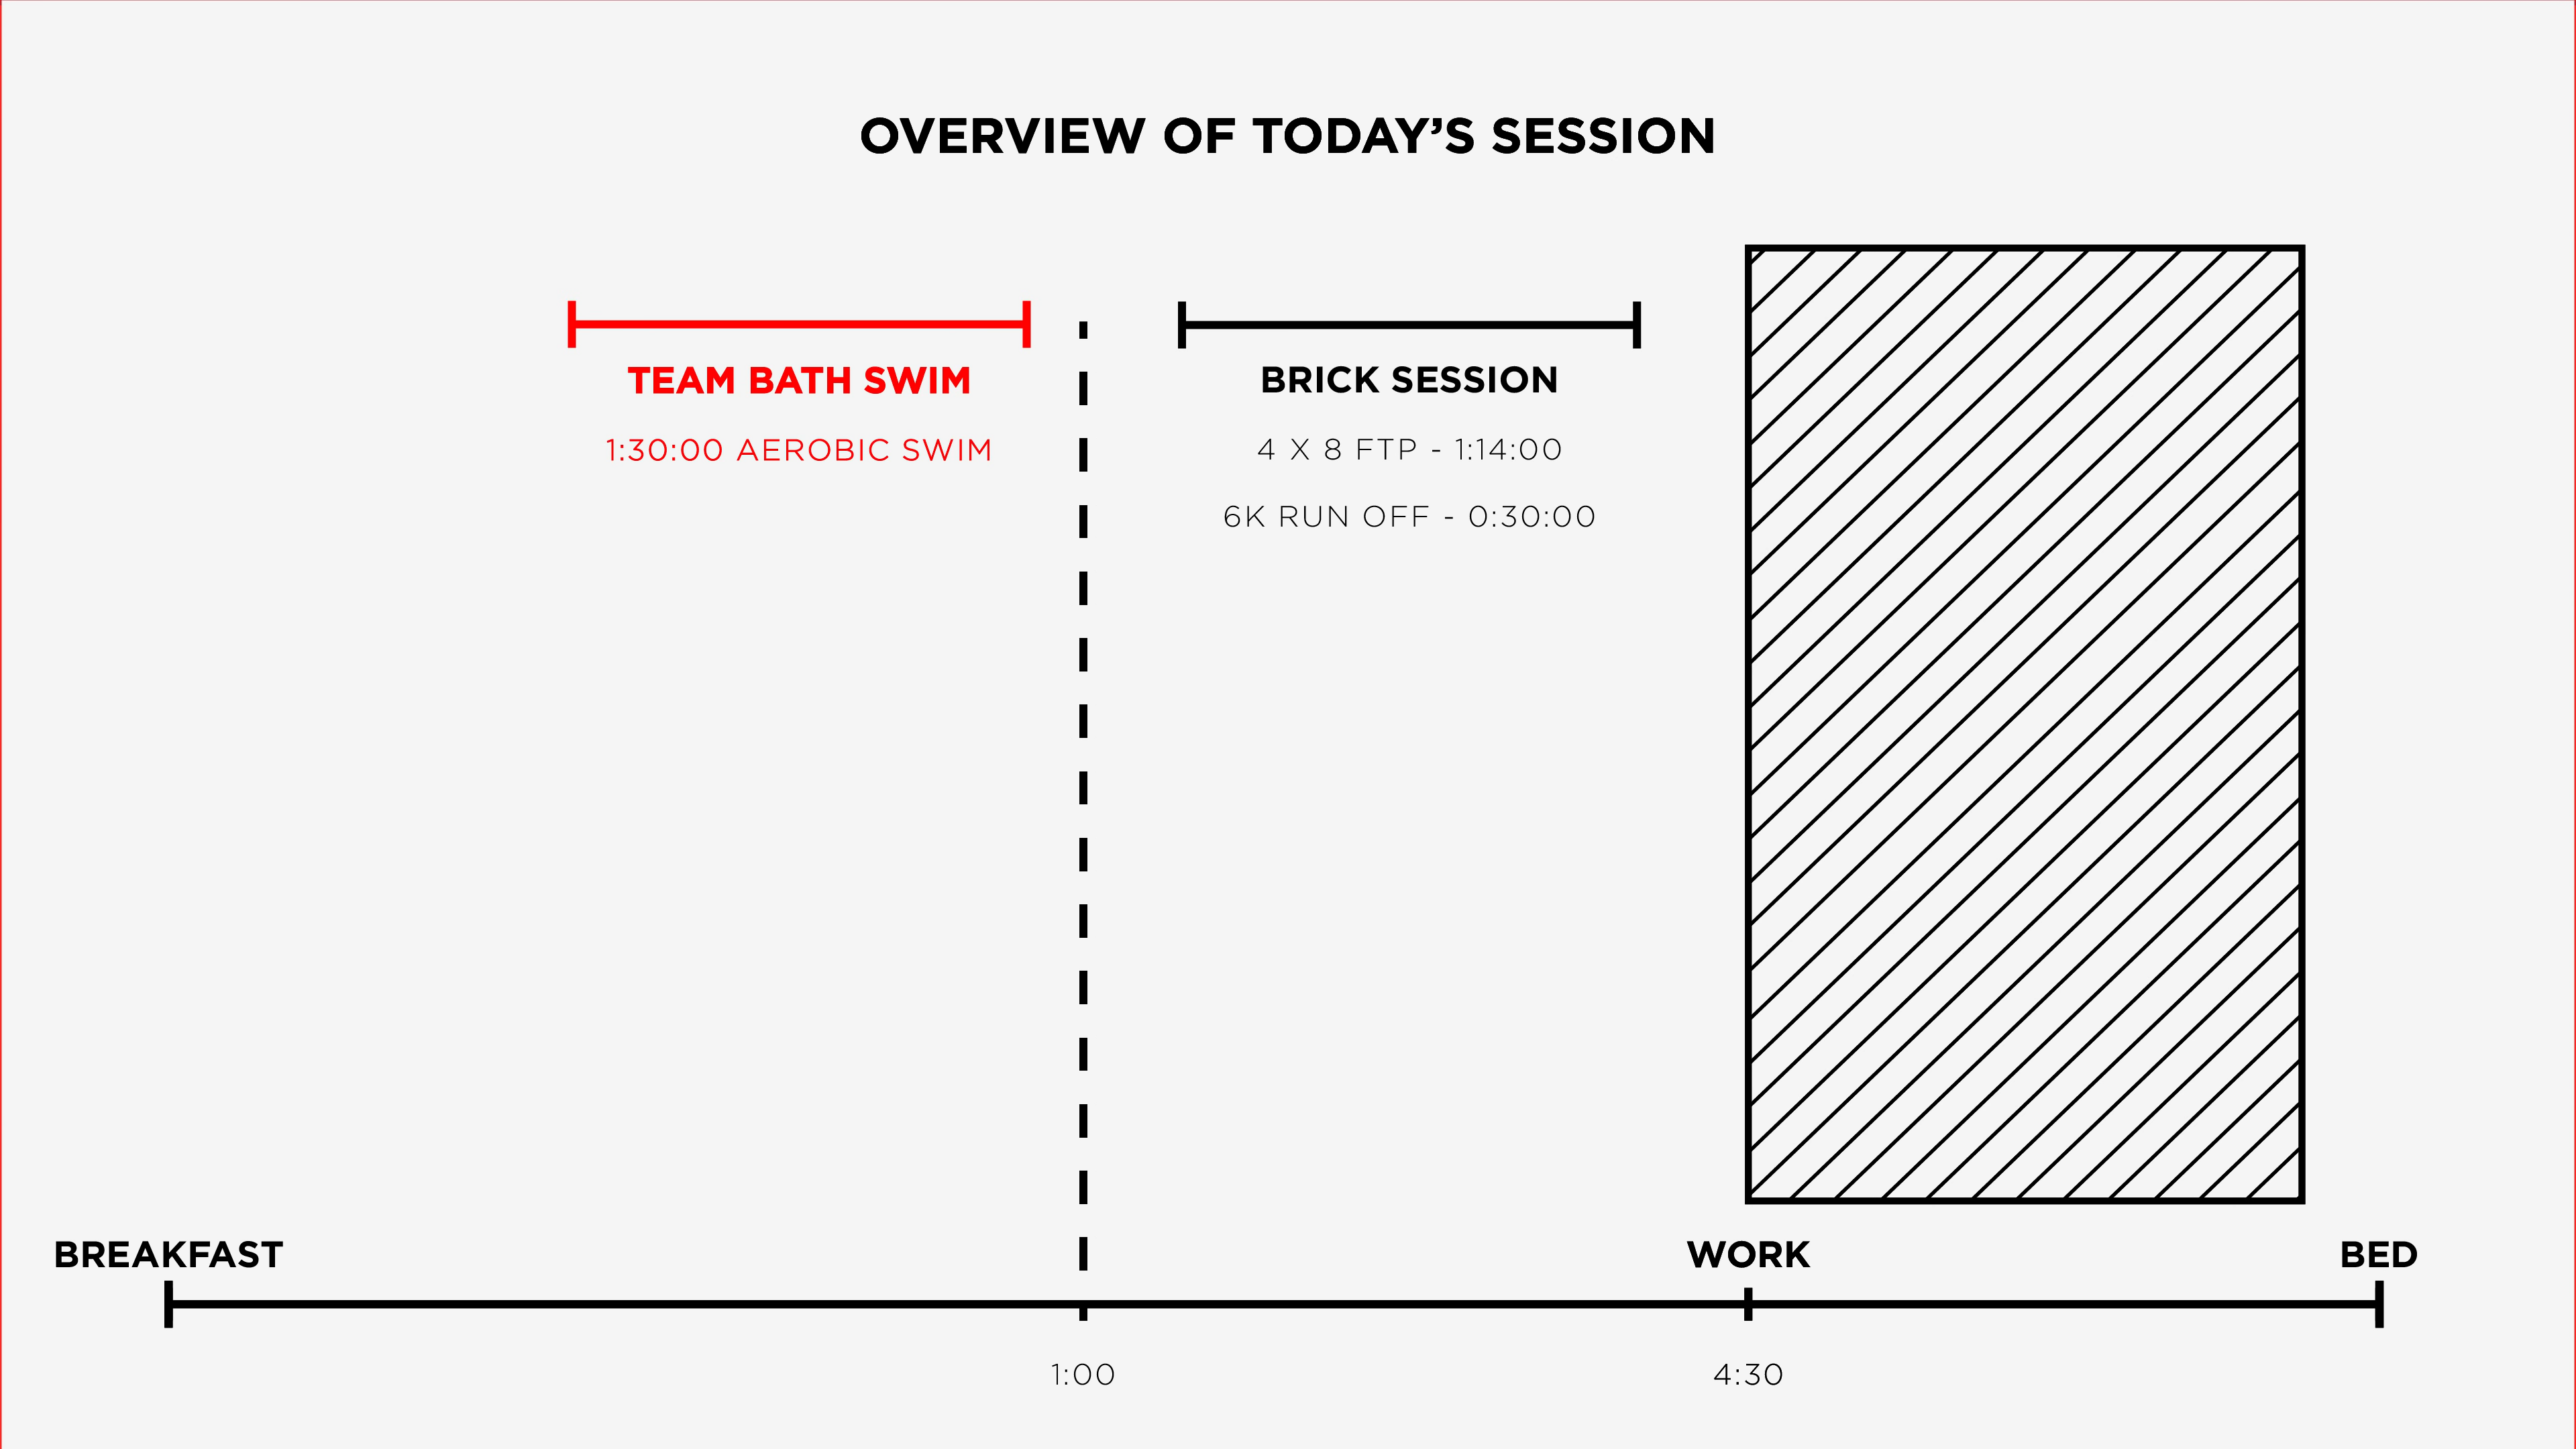 OVERVIEW OF TODAY’S SESSION
TEAM BATH SWIM
1:30:00 AEROBIC SWIM
BRICK SESSION
4 X 8 FTP - 1:14:00
6K RUN OFF - 0:30:00
BREAKFAST
WORK
BED
1:00
4:30